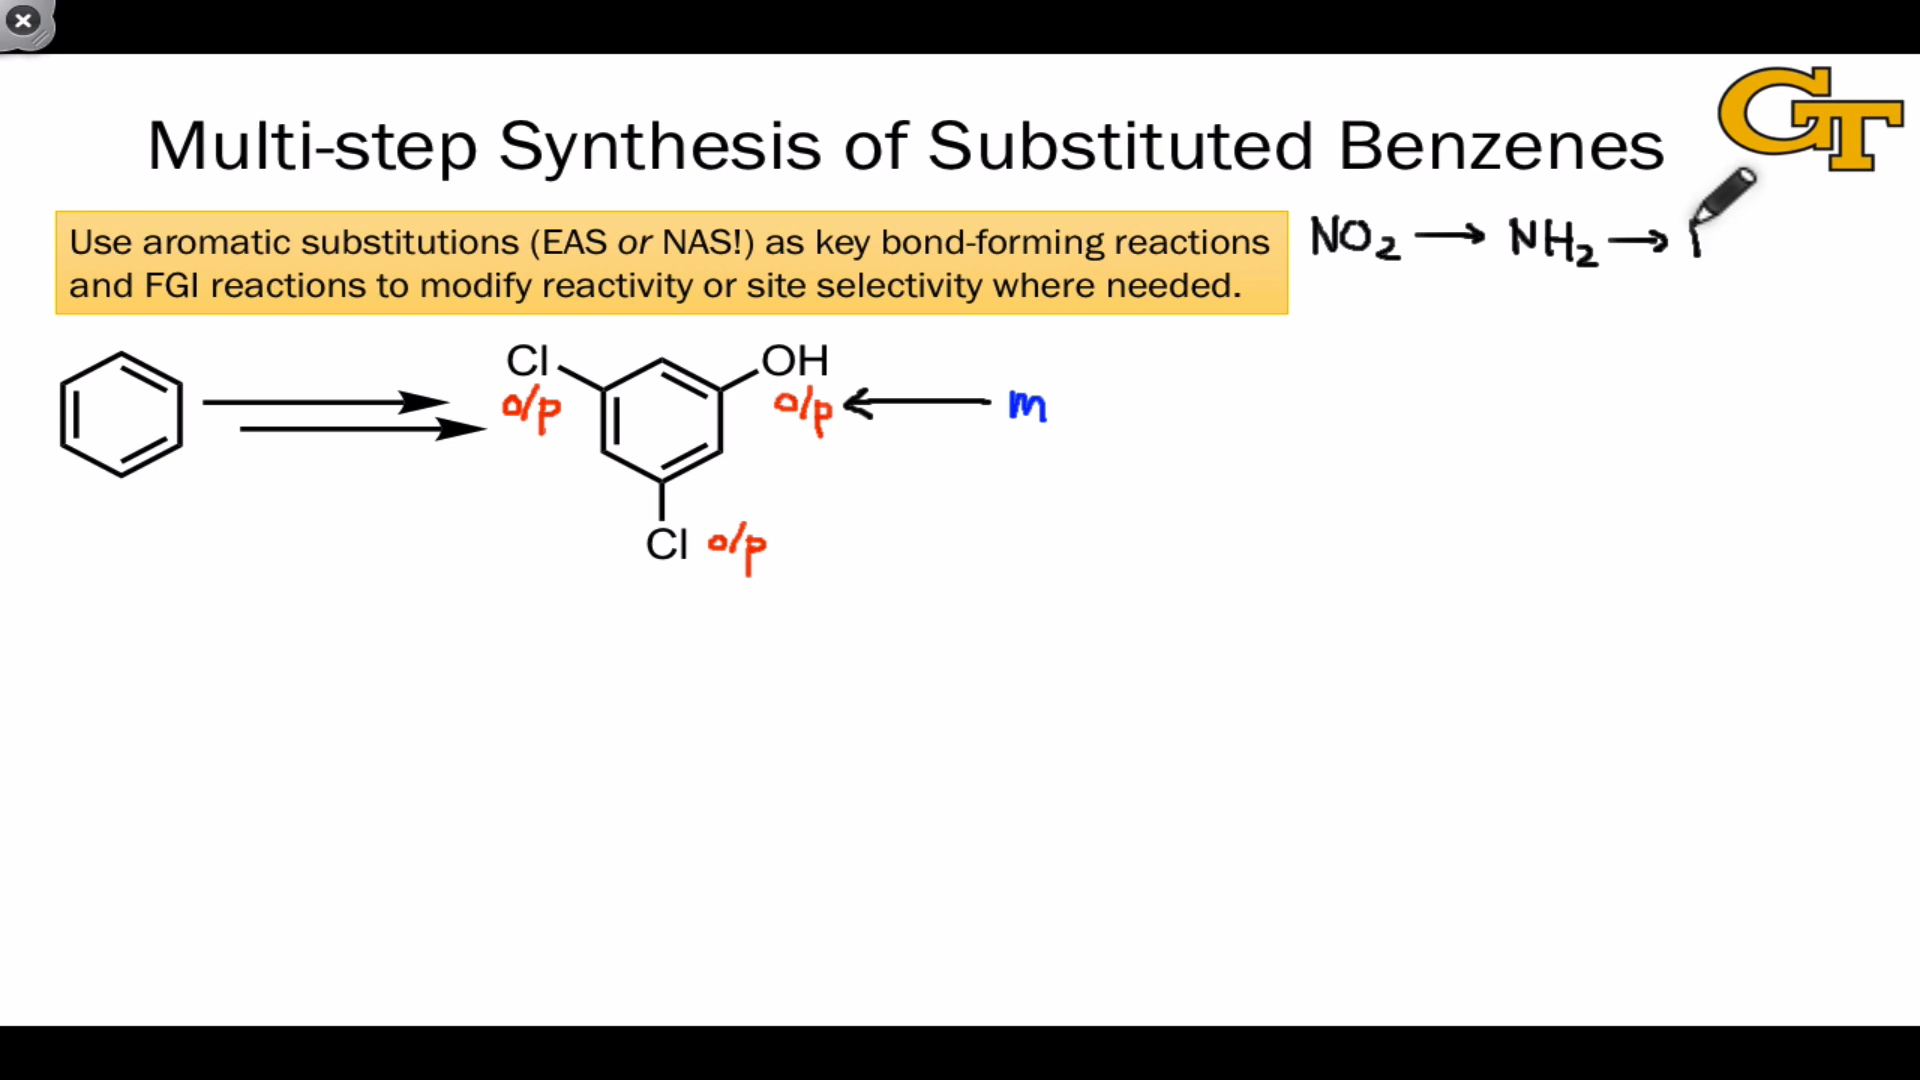 Multi-step Synthesis of Substituted Benzenes
GT
Use aromatic substitutions (EAS or NAS!) as key bond-forming reactions
and FGI reactions to modify reactivity or site selectivity where needed.
NO₂ → NH₂ →
Cl OH
o/p o/p ← m
Cl o/p